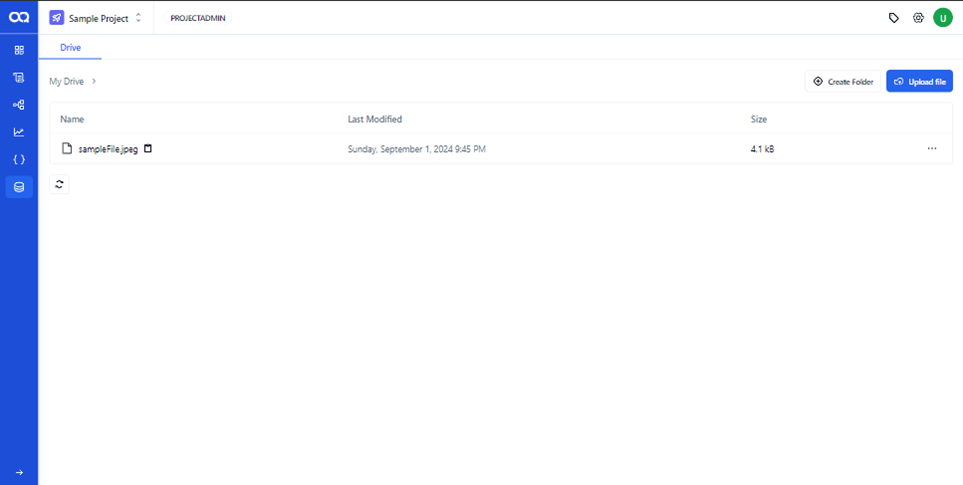 Sample Project PROJECTADMIN U
Drive
My Drive Create Folder Upload file
Name Last Modified Size
sampleFile.jpeg Sunday, September 1, 2024 9:45 PM 4.1 kB